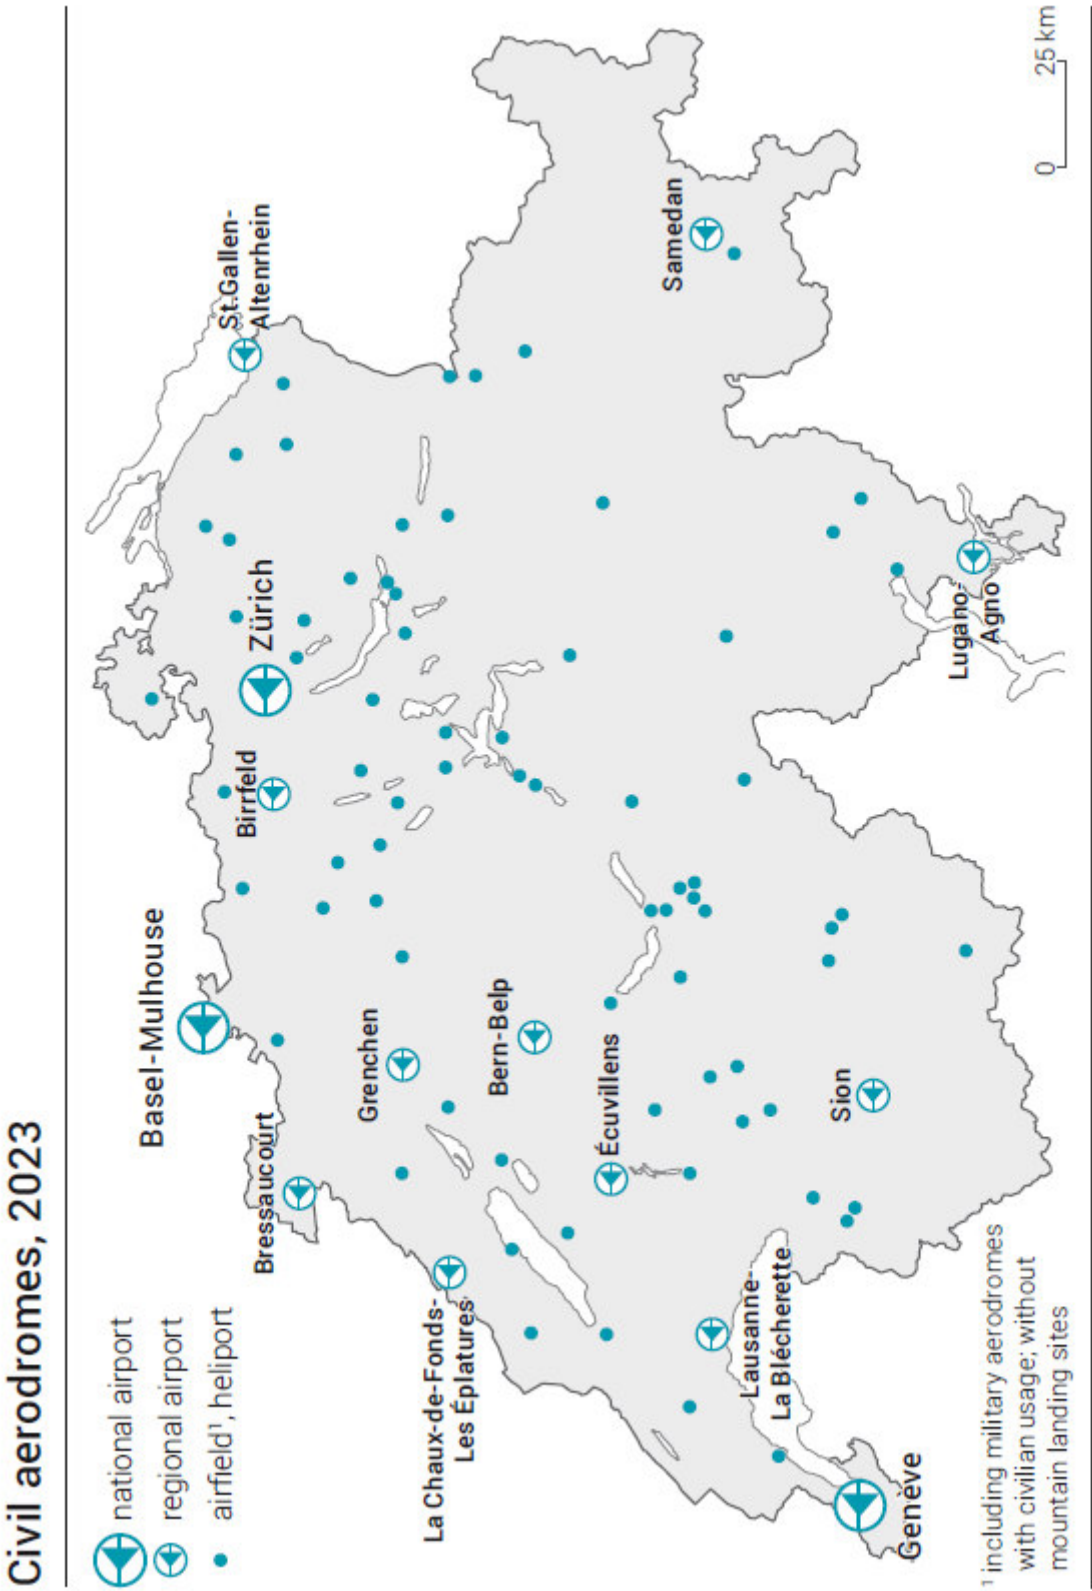 Civil aerodromes, 2023
national airport
regional airport
airfield¹, heliport
Basel-Mulhouse
Bressaucourt
Grenchen
La Chaux-de-Fonds-
Les Éplatures
Bern-Belp
Écuvillens
Lausanne-
La Blécherette
Genève
Sion
Birrfeld
Zürich
St.Gallen-
Altenrhein
Samedan
Lugano-
Agno
¹ including military aerodromes
with civilian usage; without
mountain landing sites
0 25 km